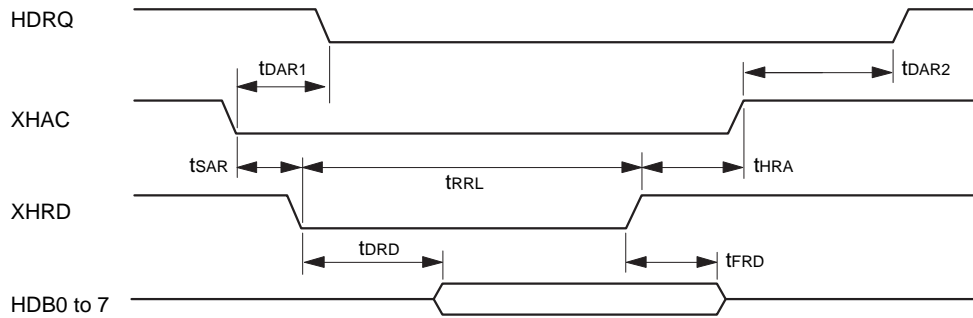 HDRQ
tDAR1
tDAR2
XHAC
tSAR
tRRL
tHRA
XHRD
tDRD
tFRD
HDB0 to 7